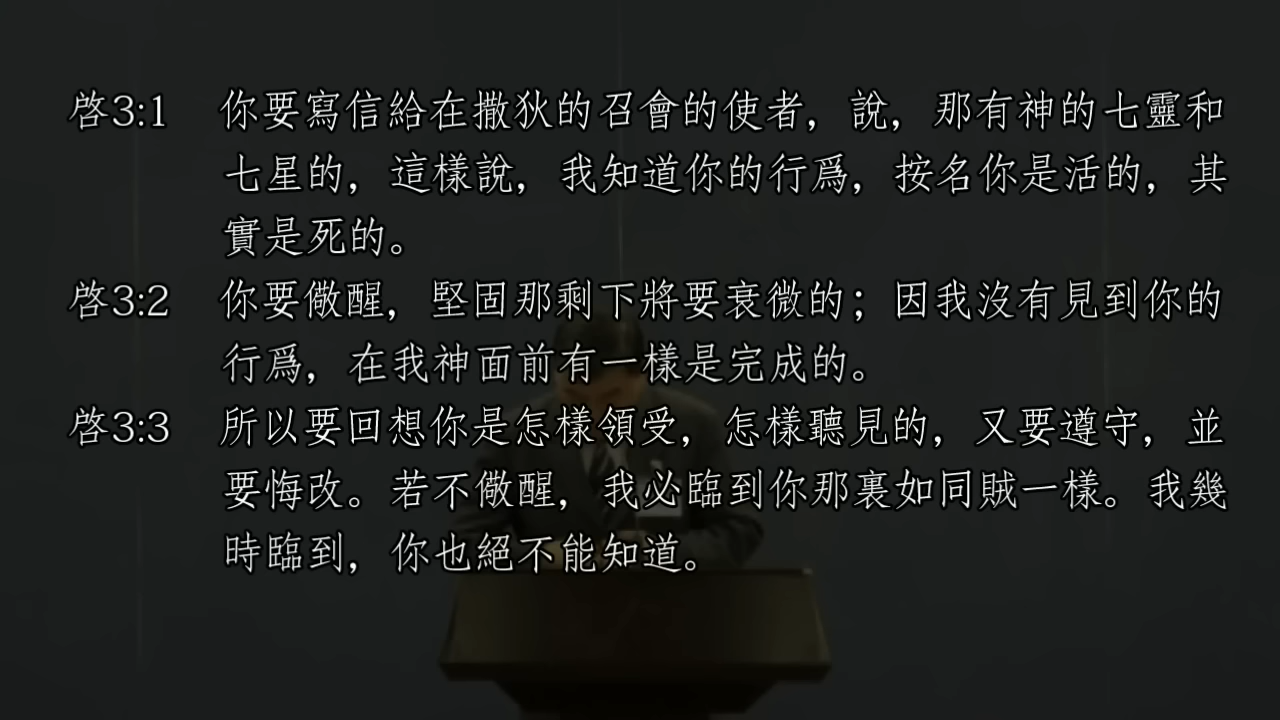 啓3:1 你要寫信給在撒狄的召會的使者，說，那有神的七靈和
七星的，這樣說，我知道你的行爲，按名你是活的，其
實是死的。
啓3:2 你要儆醒，堅固那剩下將要衰微的；因我沒有見到你的
行爲，在我神面前有一樣是完成的。
啓3:3 所以要回想你是怎樣領受，怎樣聽見的，又要遵守，並
要悔改。若不儆醒，我必臨到你那裏如同賊一樣。我幾
時臨到，你也絕不能知道。